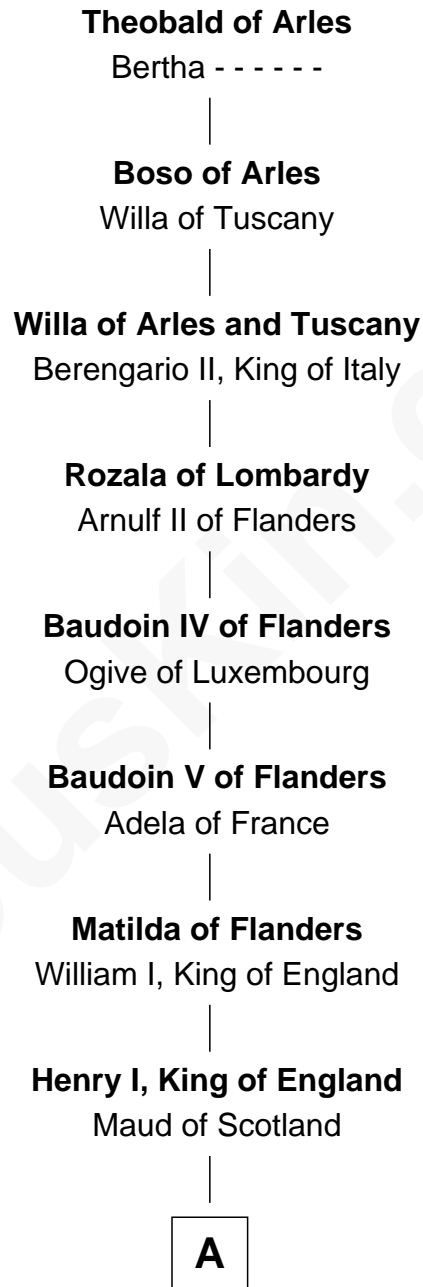 Theobald of Arles
Bertha - - - - - -
Boso of Arles
Willa of Tuscany
Willa of Arles and Tuscany
Berengario II, King of Italy
Rozala of Lombardy
Arnulf II of Flanders
Baudoin IV of Flanders
Ogive of Luxembourg
Baudoin V of Flanders
Adela of France
Matilda of Flanders
William I, King of England
Henry I, King of England
Maud of Scotland
A